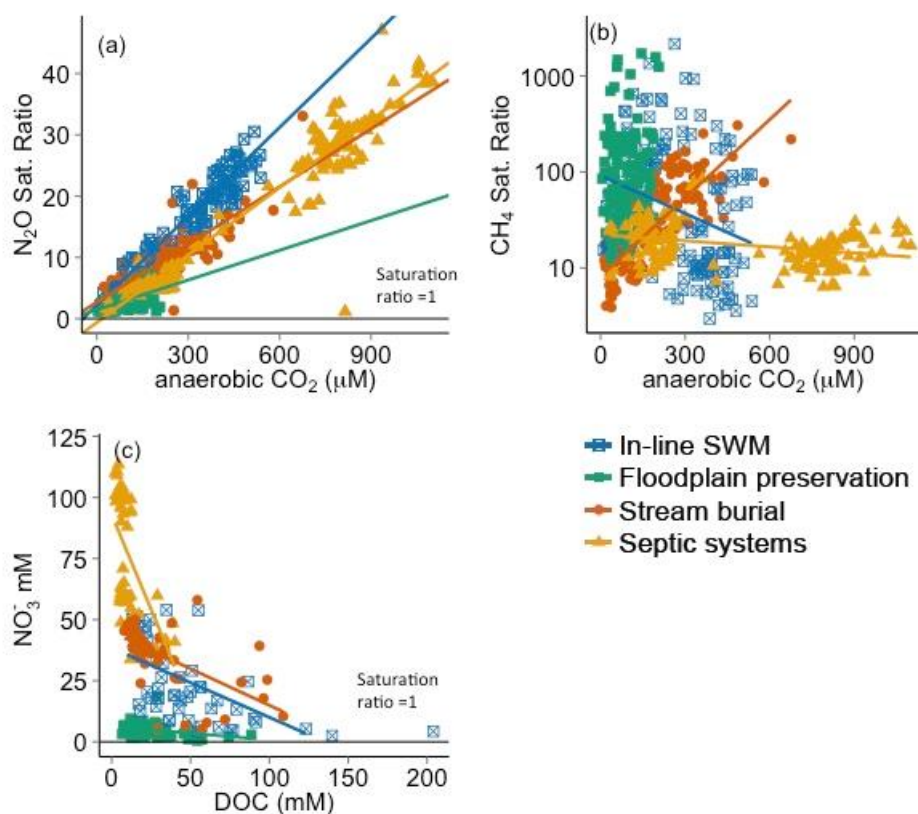 (a)
N₂O Sat. Ratio
40
30
20
10
0
Saturation
ratio =1
0 300 600 900
anaerobic CO₂ (μM)
(b)
CH₄ Sat. Ratio
1000
100
10
0 300 600 900
anaerobic CO₂ (μM)
(c)
NO₃⁻ mM
125
100
75
50
25
0
Saturation
ratio =1
0 50 100 150 200
DOC (mM)
In-line SWM
Floodplain preservation
Stream burial
Septic systems